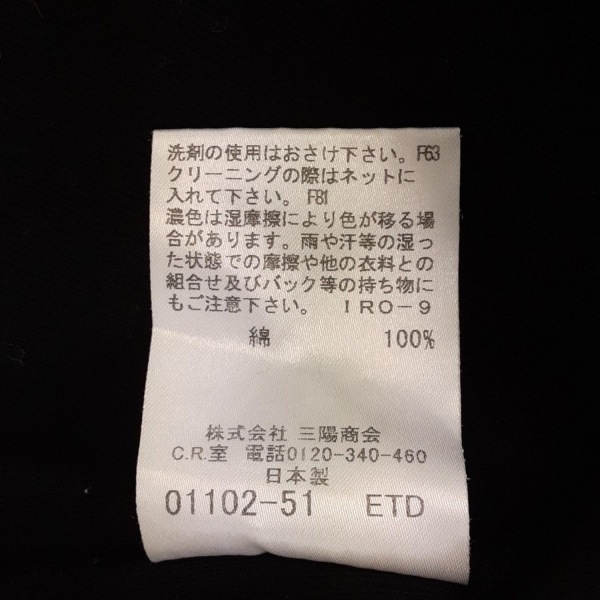 洗剤の使用はおさけ下さい。F63
クリーニングの際はネットに
入れて下さい。F81
濃色は湿摩擦により色が移る場
合があります。雨や汗等の湿っ
た状態での摩擦や他の衣料との
組合せ及びバック等の持ち物に
もご注意下さい。 IRO-9
綿 100%
株式会社 三陽商会
C.R.室 電話0120-340-460
日本製
01102-51 ETD